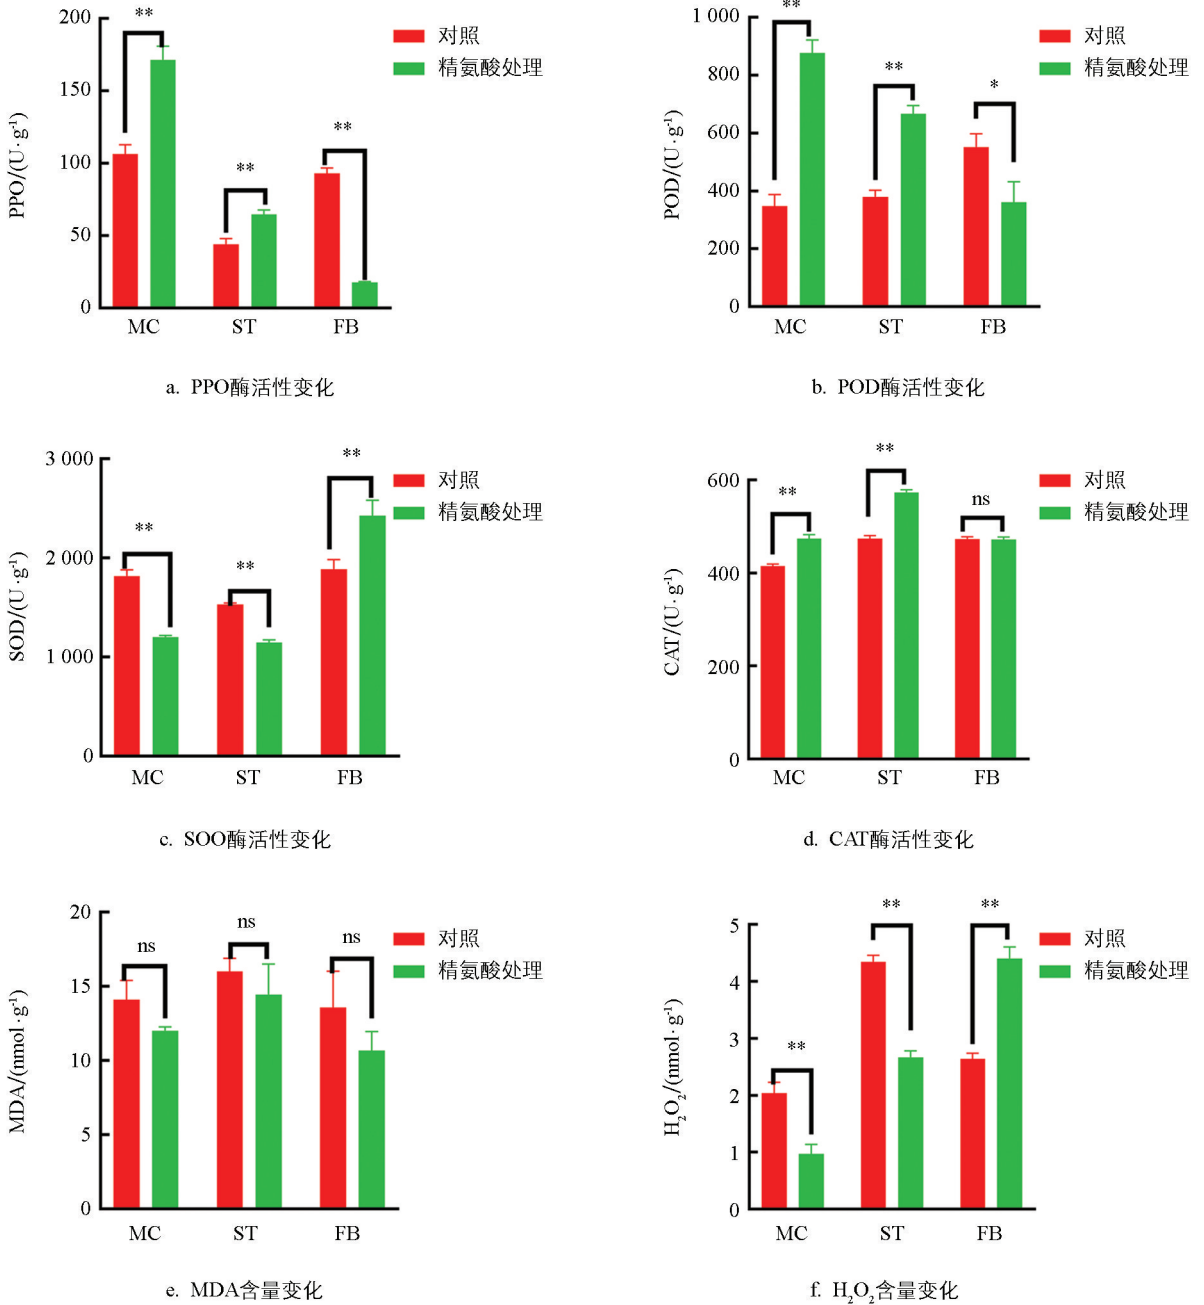 200
150
100
50
0
PPO/(U·g⁻¹)
**
**
**
MC
ST
FB
对照
精氨酸处理
a. PPO酶活性变化
1 000
800
600
400
200
0
POD/(U·g⁻¹)
**
**
*
MC
ST
FB
对照
精氨酸处理
b. POD酶活性变化
3 000
2 000
1 000
0
SOD/(U·g⁻¹)
**
**
**
MC
ST
FB
对照
精氨酸处理
c. SOO酶活性变化
600
400
200
0
CAT/(U·g⁻¹)
**
**
ns
MC
ST
FB
对照
精氨酸处理
d. CAT酶活性变化
20
15
10
5
0
MDA/(nmol·g⁻¹)
ns
ns
ns
MC
ST
FB
对照
精氨酸处理
e. MDA含量变化
5
4
3
2
1
0
H₂O₂/(nmol·g⁻¹)
**
**
**
MC
ST
FB
对照
精氨酸处理
f. H₂O₂含量变化